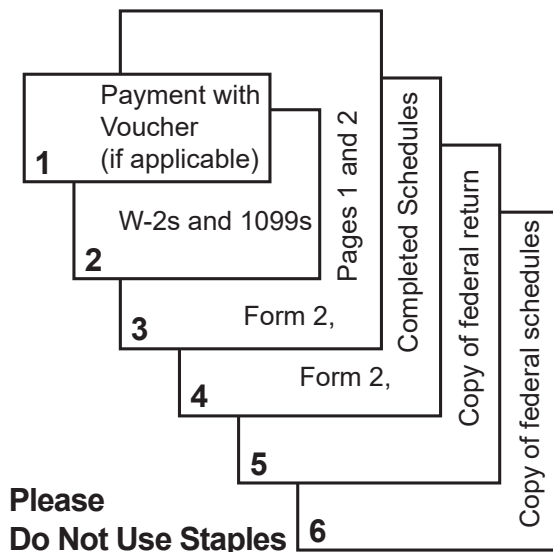 Payment with
Voucher
(if applicable)
1
W-2s and 1099s
2
Pages 1 and 2
Form 2,
3
Completed Schedules
Form 2,
4
Copy of federal return
5
Copy of federal schedules
6
Please
Do Not Use Staples